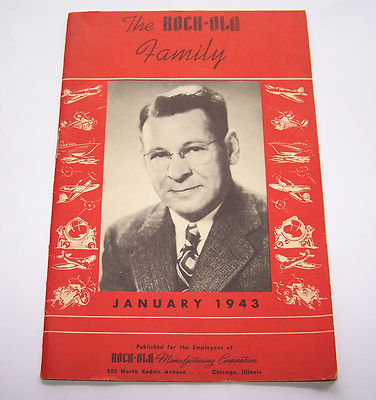 The ROCK-OLA
Family
JANUARY 1943
Published for the Employees of
ROCK-OLA Manufacturing Corporation
800 North Kedzie Avenue . . . Chicago, Illinois